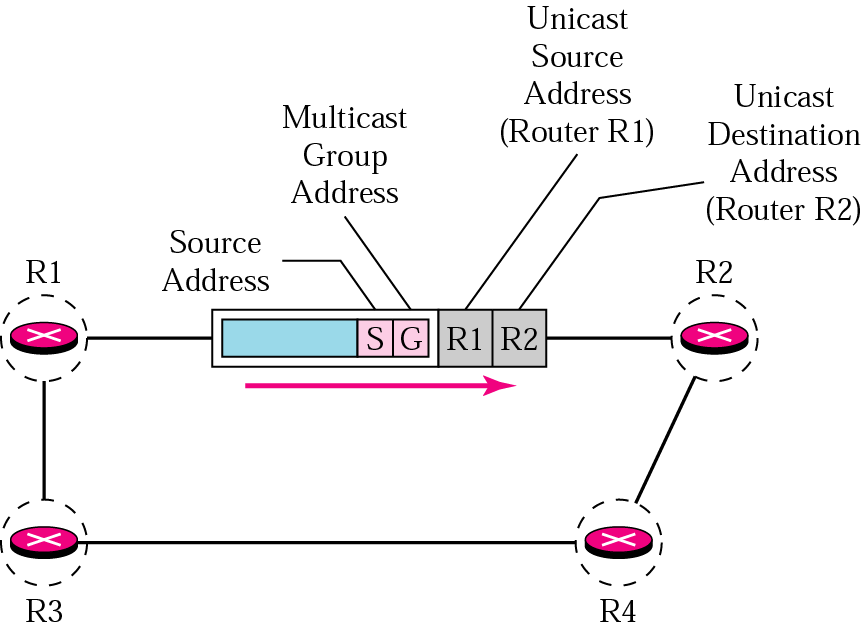 Unicast
Source
Address
(Router R1)
Unicast
Destination
Address
(Router R2)
Multicast
Group
Address
Source
Address
R1
R2
S
G
R1
R2
R3
R4